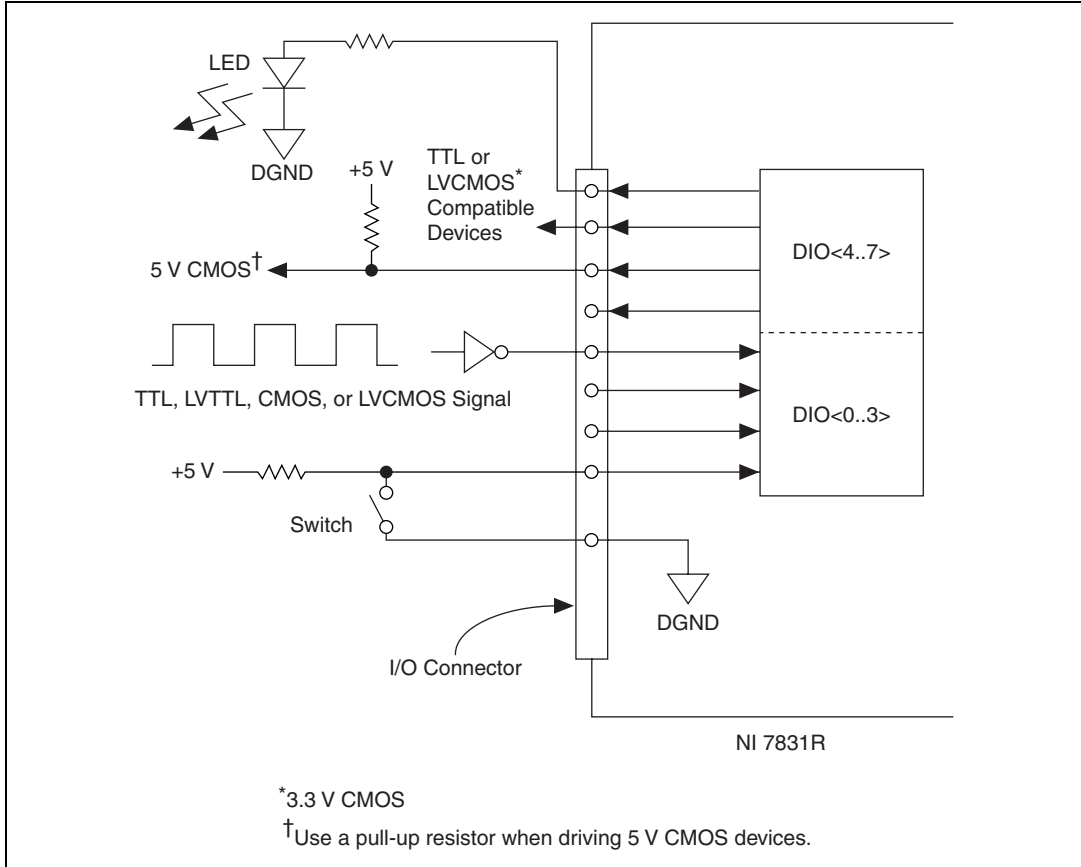 LED
DGND
+5 V
TTL or
LVCMOS*
Compatible
Devices
5 V CMOS†
DIO<4..7>
TTL, LVTTL, CMOS, or LVCMOS Signal
DIO<0..3>
+5 V
Switch
DGND
I/O Connector
NI 7831R
*3.3 V CMOS
†Use a pull-up resistor when driving 5 V CMOS devices.